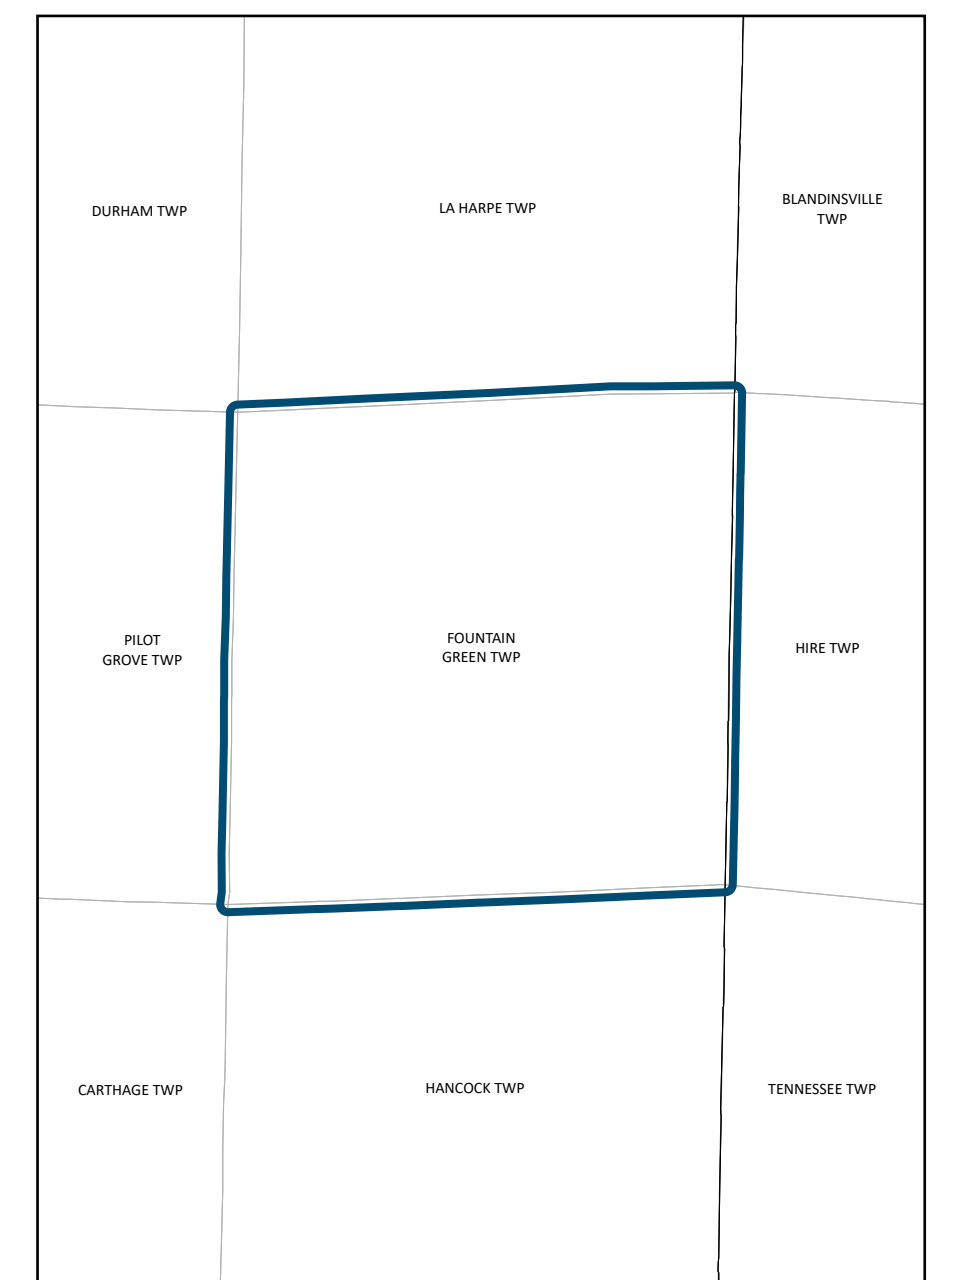 DURHAM TWP
LA HARPE TWP
BLANDINSVILLE
TWP
PILOT
GROVE TWP
FOUNTAIN
GREEN TWP
HIRE TWP
CARTHAGE TWP
HANCOCK TWP
TENNESSEE TWP